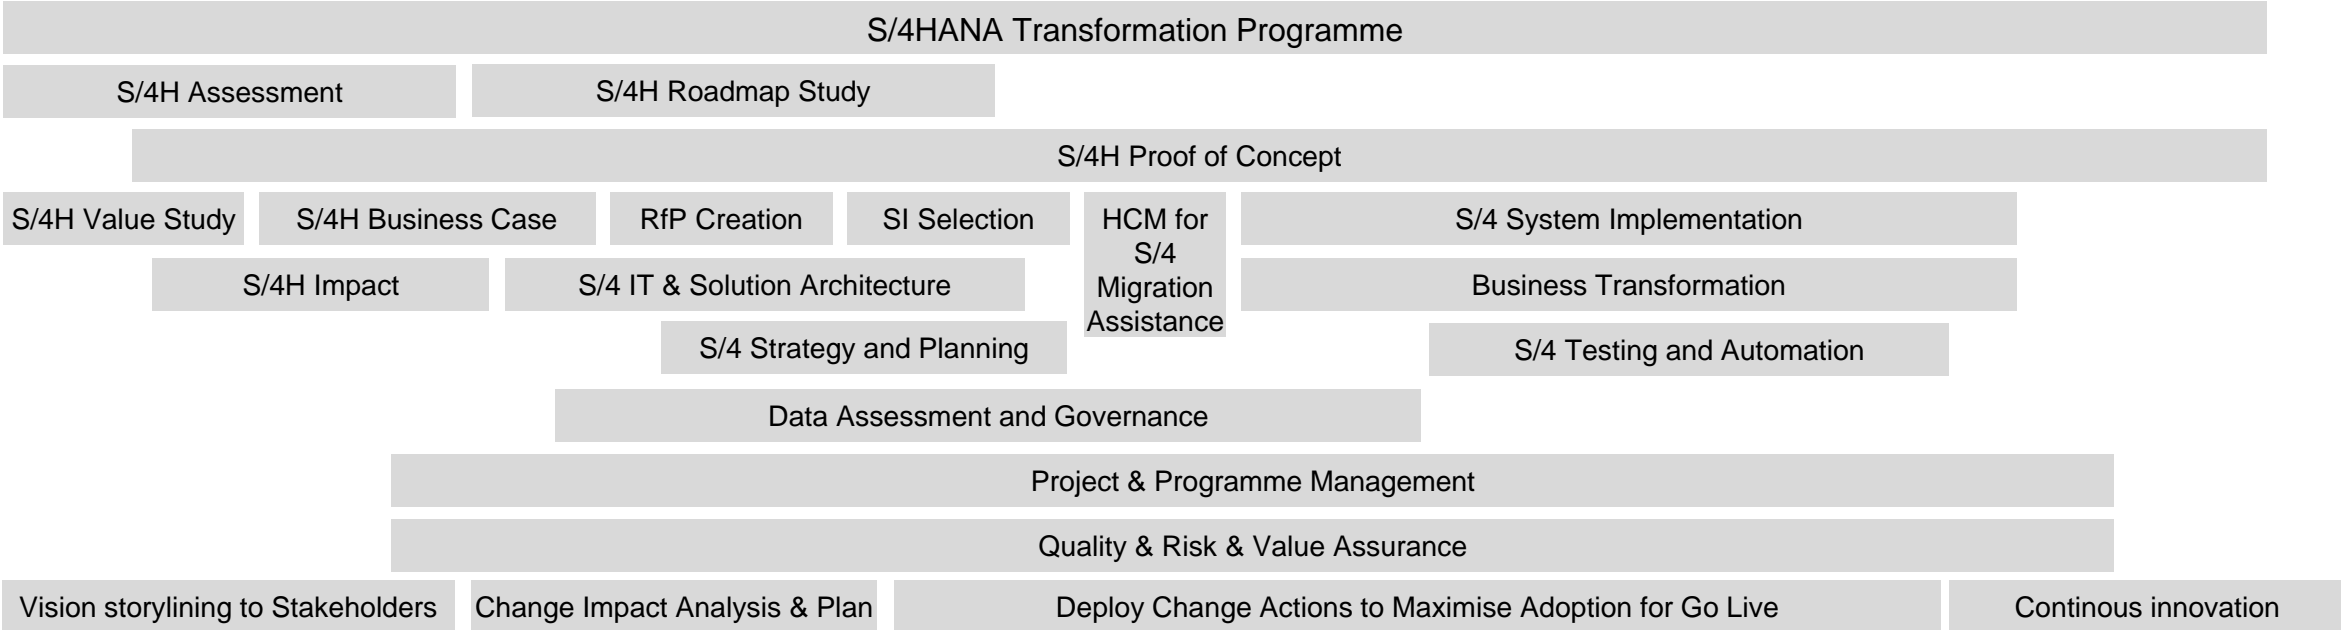 S/4HANA Transformation Programme
S/4H Assessment
S/4H Roadmap Study
S/4H Proof of Concept
S/4H Value Study
S/4H Business Case
RfP Creation
SI Selection
HCM for
S/4
Migration
Assistance
S/4 System Implementation
S/4H Impact
S/4 IT & Solution Architecture
Business Transformation
S/4 Strategy and Planning
S/4 Testing and Automation
Data Assessment and Governance
Project & Programme Management
Quality & Risk & Value Assurance
Vision storylining to Stakeholders
Change Impact Analysis & Plan
Deploy Change Actions to Maximise Adoption for Go Live
Continous innovation